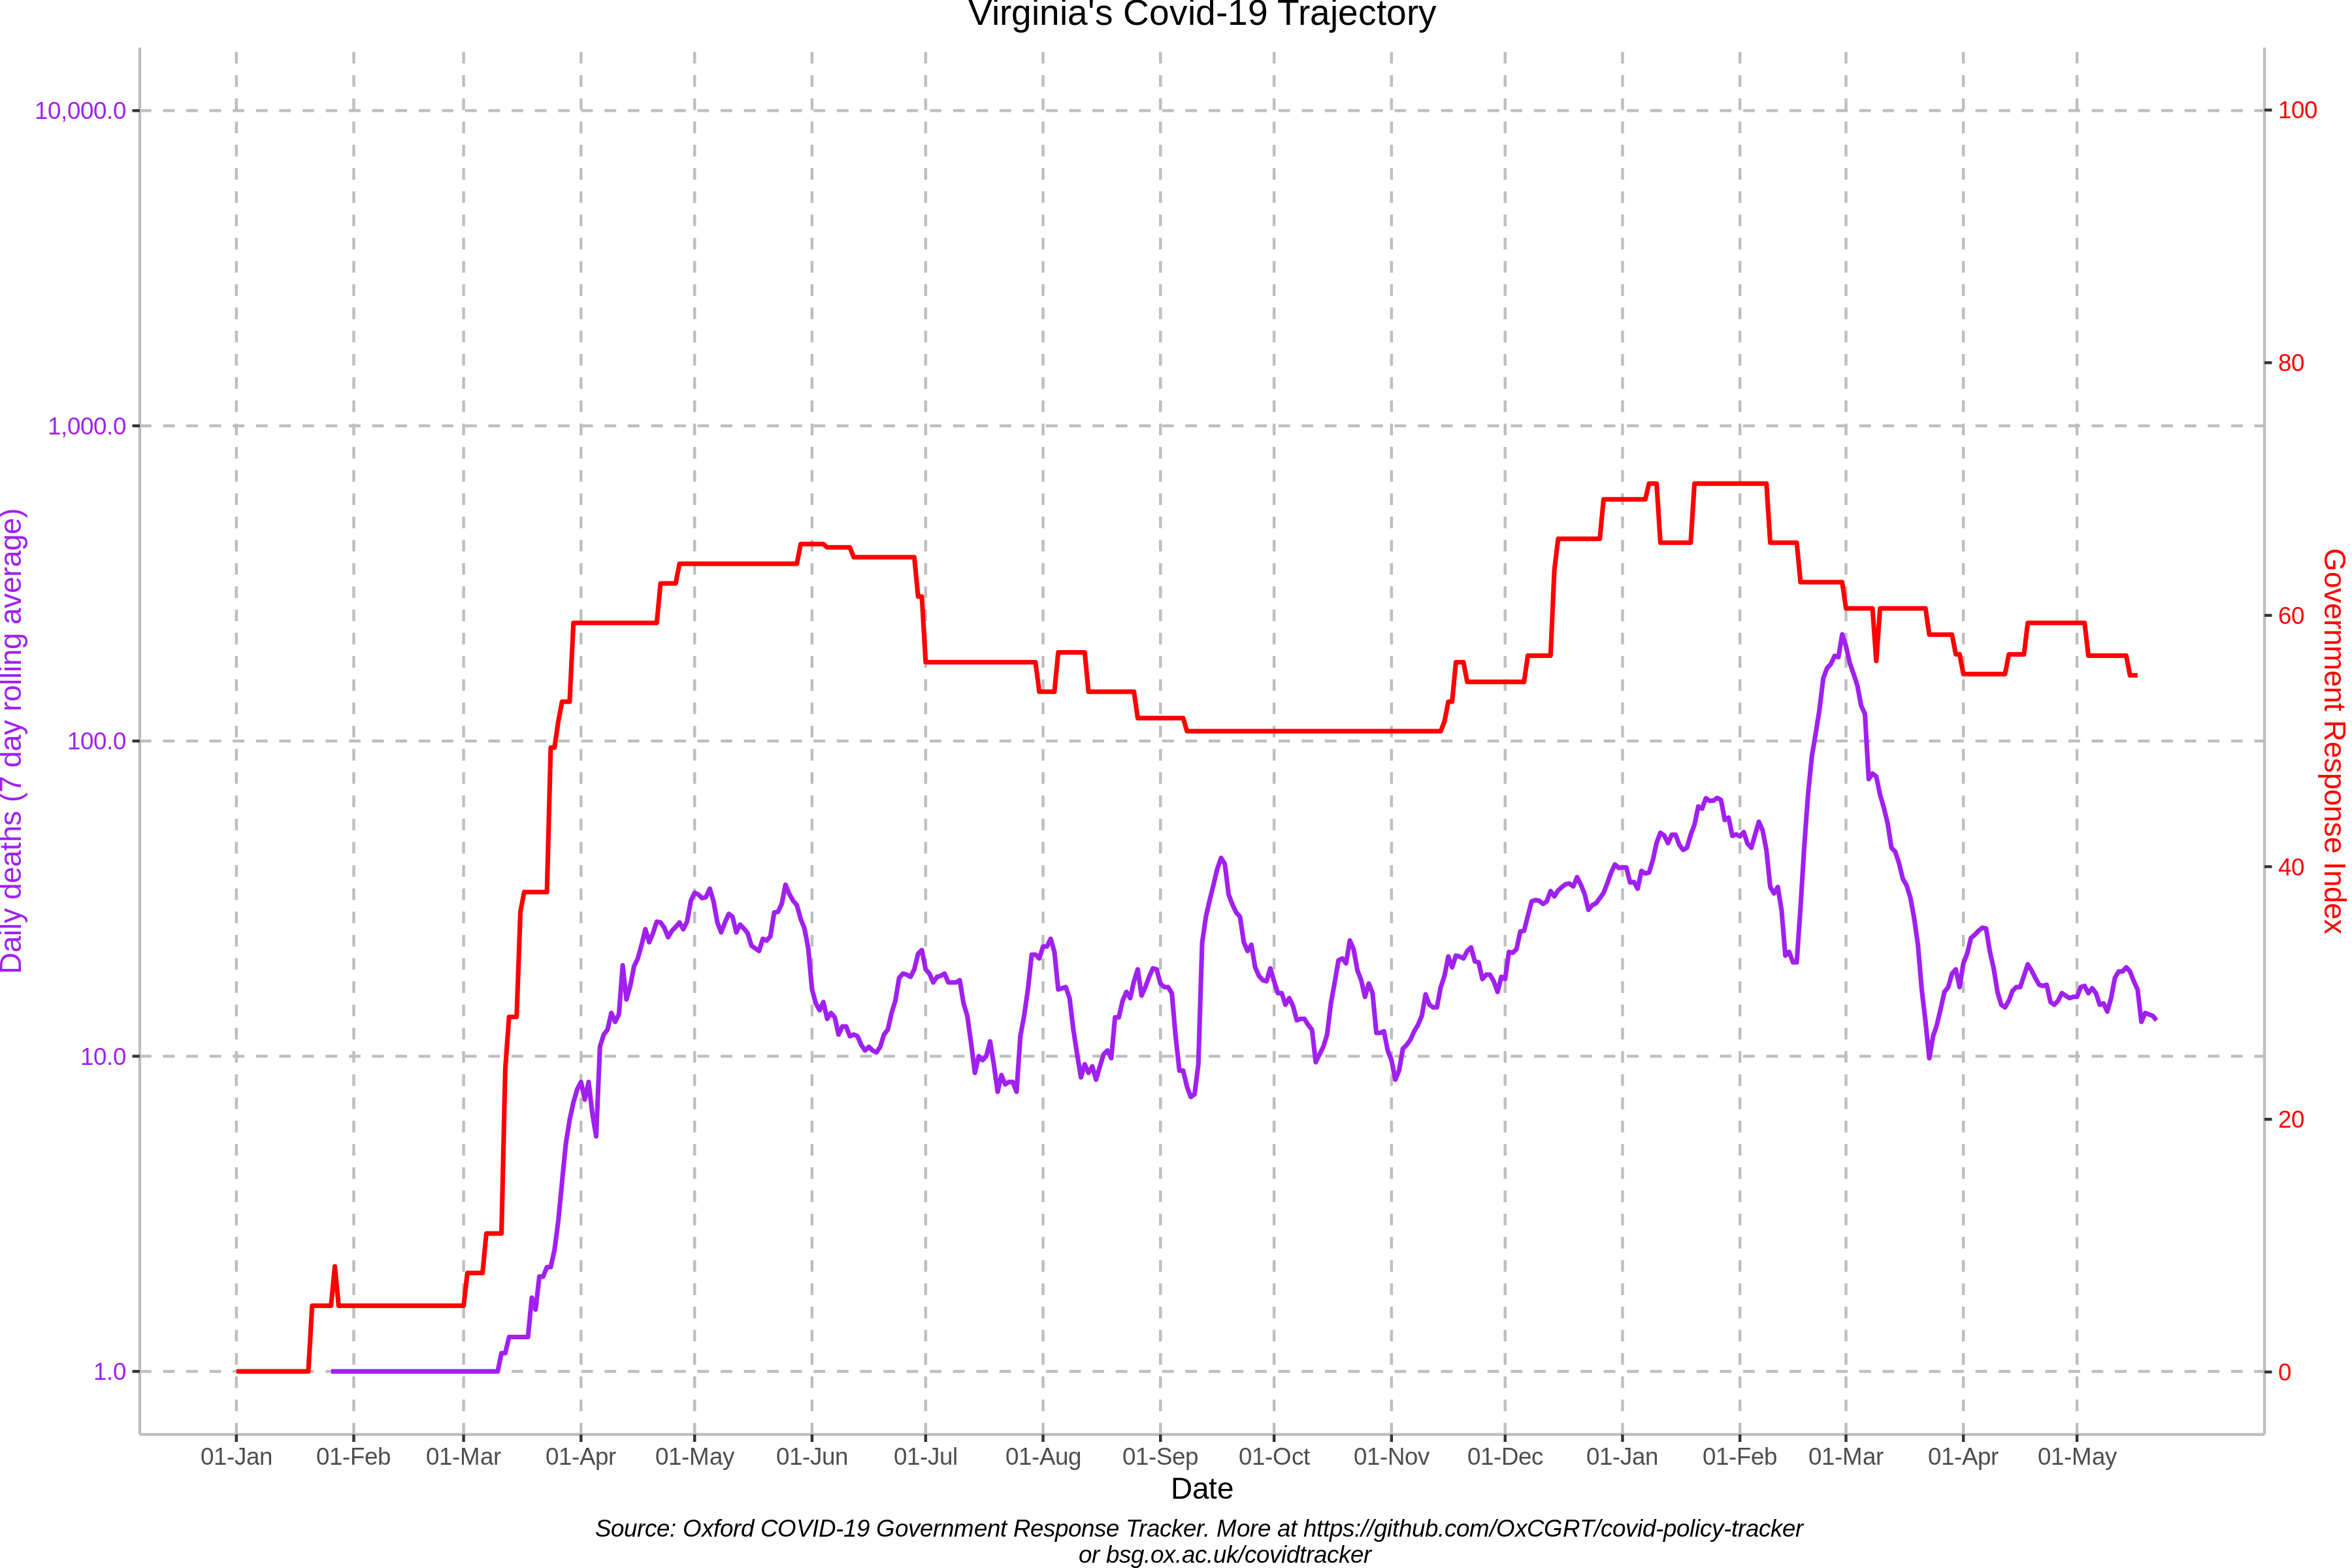 Virginia's Covid-19 Trajectory
10,000.0
1,000.0
100.0
10.0
1.0
Daily deaths (7 day rolling average)
100
80
60
40
20
0
Government Response Index
01-Jan 01-Feb 01-Mar 01-Apr 01-May 01-Jun 01-Jul 01-Aug 01-Sep 01-Oct 01-Nov 01-Dec 01-Jan 01-Feb 01-Mar 01-Apr 01-May
Date
Source: Oxford COVID-19 Government Response Tracker. More at https://github.com/OxCGRT/covid-policy-tracker
or bsg.ox.ac.uk/covidtracker